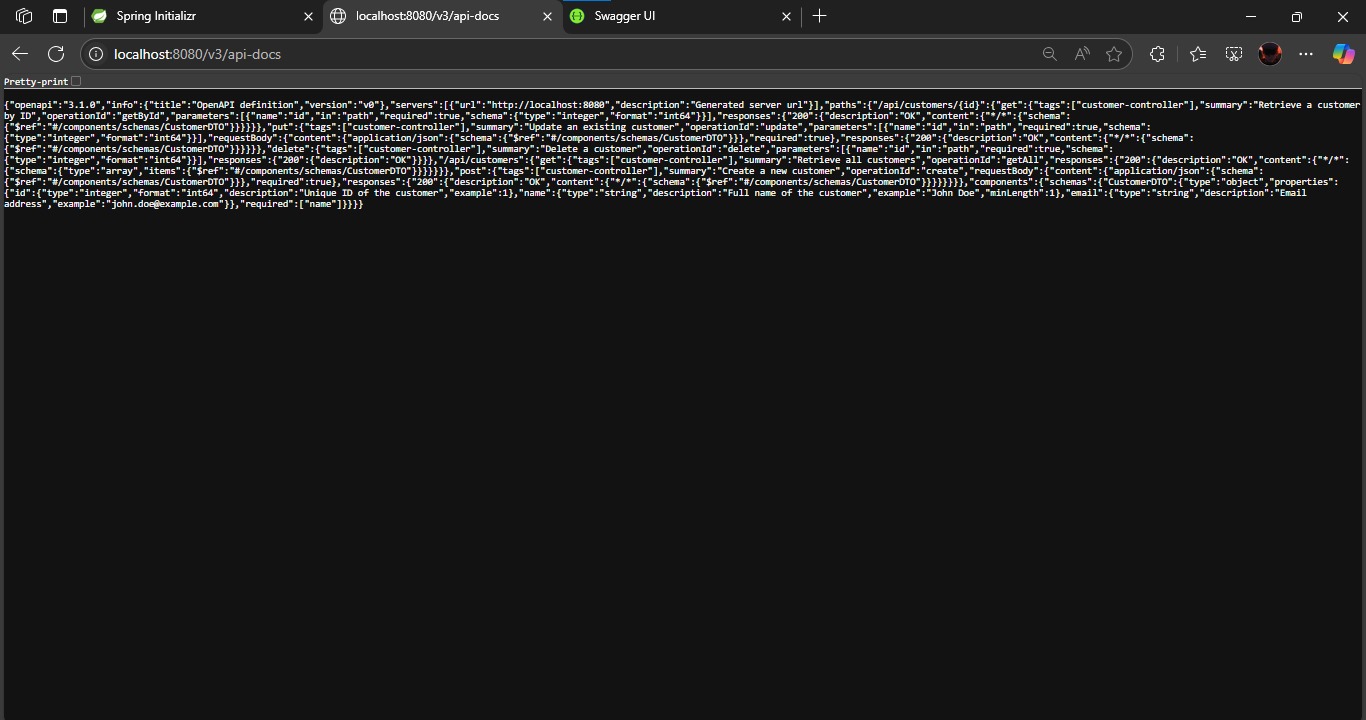 Spring Initializr
localhost:8080/v3/api-docs
Swagger UI
localhost:8080/v3/api-docs
Pretty-print
{"openapi":"3.1.0","info":{"title":"OpenAPI definition","version":"v0"},"servers":[{"url":"http://localhost:8080","description":"Generated server url"}],"paths":{"/api/customers/{id}":{"get":{"tags":["customer-controller"],"summary":"Retrieve a customer
by ID","operationId":"getById","parameters":[{"name":"id","in":"path","required":true,"schema":{"type":"integer","format":"int64"}}],"responses":{"200":{"description":"OK","content":{"*/*":{"schema":
{"$ref":"#/components/schemas/CustomerDTO"}}}}}},"put":{"tags":["customer-controller"],"summary":"Update an existing customer","operationId":"update","parameters":[{"name":"id","in":"path","required":true,"schema":
{"type":"integer","format":"int64"}}],"requestBody":{"content":{"application/json":{"schema":{"$ref":"#/components/schemas/CustomerDTO"}}},"required":true},"responses":{"200":{"description":"OK","content":{"*/*":{"schema":
{"$ref":"#/components/schemas/CustomerDTO"}}}}}},"delete":{"tags":["customer-controller"],"summary":"Delete a customer","operationId":"delete","parameters":[{"name":"id","in":"path","required":true,"schema":
{"type":"integer","format":"int64"}}],"responses":{"200":{"description":"OK"}}}},"/api/customers":{"get":{"tags":["customer-controller"],"summary":"Retrieve all customers","operationId":"getAll","responses":{"200":{"description":"OK","content":{"*/*":
{"schema":{"type":"array","items":{"$ref":"#/components/schemas/CustomerDTO"}}}}}}},"post":{"tags":["customer-controller"],"summary":"Create a new customer","operationId":"create","requestBody":{"content":{"application/json":{"schema":
{"$ref":"#/components/schemas/CustomerDTO"}}},"required":true},"responses":{"200":{"description":"OK","content":{"*/*":{"schema":{"$ref":"#/components/schemas/CustomerDTO"}}}}}}}},"components":{"schemas":{"CustomerDTO":{"type":"object","properties":
{"id":{"type":"integer","format":"int64","description":"Unique ID of the customer","example":1},"name":{"type":"string","description":"Full name of the customer","example":"John Doe","minLength":1},"email":{"type":"string","description":"Email
address","example":"john.doe@example.com"}},"required":["name"]}}}}